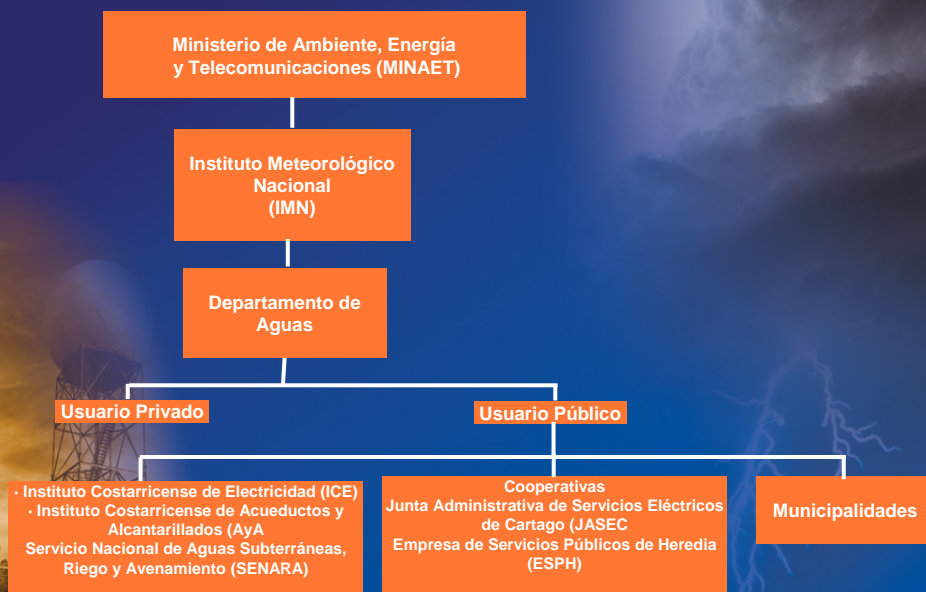 Ministerio de Ambiente, Energía
y Telecomunicaciones (MINAET)
Instituto Meteorológico
Nacional
(IMN)
Departamento de
Aguas
Usuario Privado
Usuario Público
· Instituto Costarricense de Electricidad (ICE)
· Instituto Costarricense de Acueductos y
Alcantarillados (AyA
Servicio Nacional de Aguas Subterráneas,
Riego y Avenamiento (SENARA)
Cooperativas
Junta Administrativa de Servicios Eléctricos
de Cartago (JASEC
Empresa de Servicios Públicos de Heredia
(ESPH)
Municipalidades